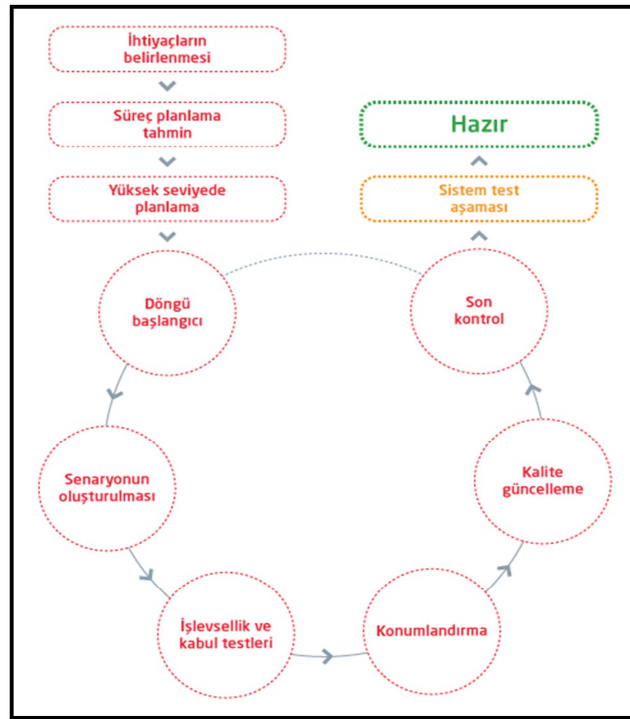 İhtiyaçların
belirlenmesi
Süreç planlama
tahmin
Yüksek seviyede
planlama
Hazır
Sistem test
aşaması
Döngü
başlangıcı
Son
kontrol
Senaryonun
oluşturulması
Kalite
güncelleme
İşlevsellik ve
kabul testleri
Konumlandırma